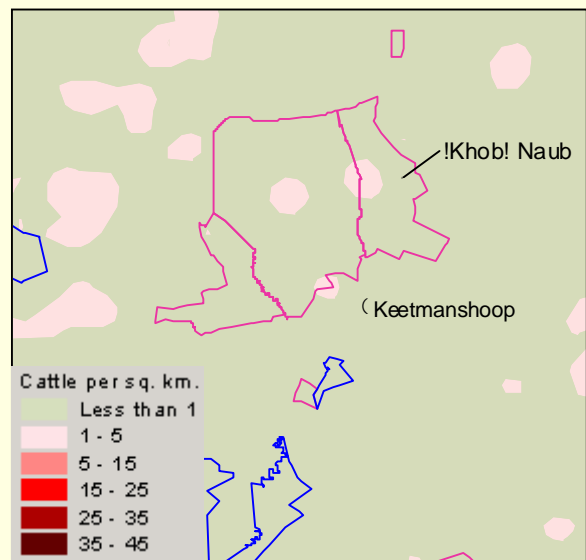 !Khob! Naub
( Keetmanshoop
Cattle per sq. km.
Less than 1
1 - 5
5 - 15
15 - 25
25 - 35
35 - 45